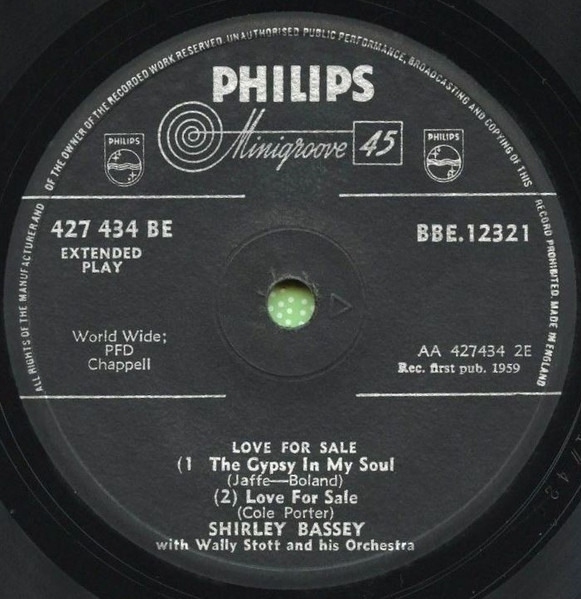 ALL RIGHTS OF THE MANUFACTURER AND OF THE OWNER OF THE RECORDED WORK RESERVED. UNAUTHORISED PUBLIC PERFORMANCE, BROADCASTING AND COPYING OF THIS RECORD PROHIBITED. MADE IN ENGLAND
PHILIPS
Minigroove 45
PHILIPS
PHILIPS
427 434 BE
BBE.12321
EXTENDED
PLAY
World Wide;
PFD
Chappell
AA 427434 2E
Rec. first pub. 1959
LOVE FOR SALE
(1 The Gypsy In My Soul
(Jaffe—Boland)
(2) Love For Sale
(Cole Porter)
SHIRLEY BASSEY
with Wally Stott and his Orchestra